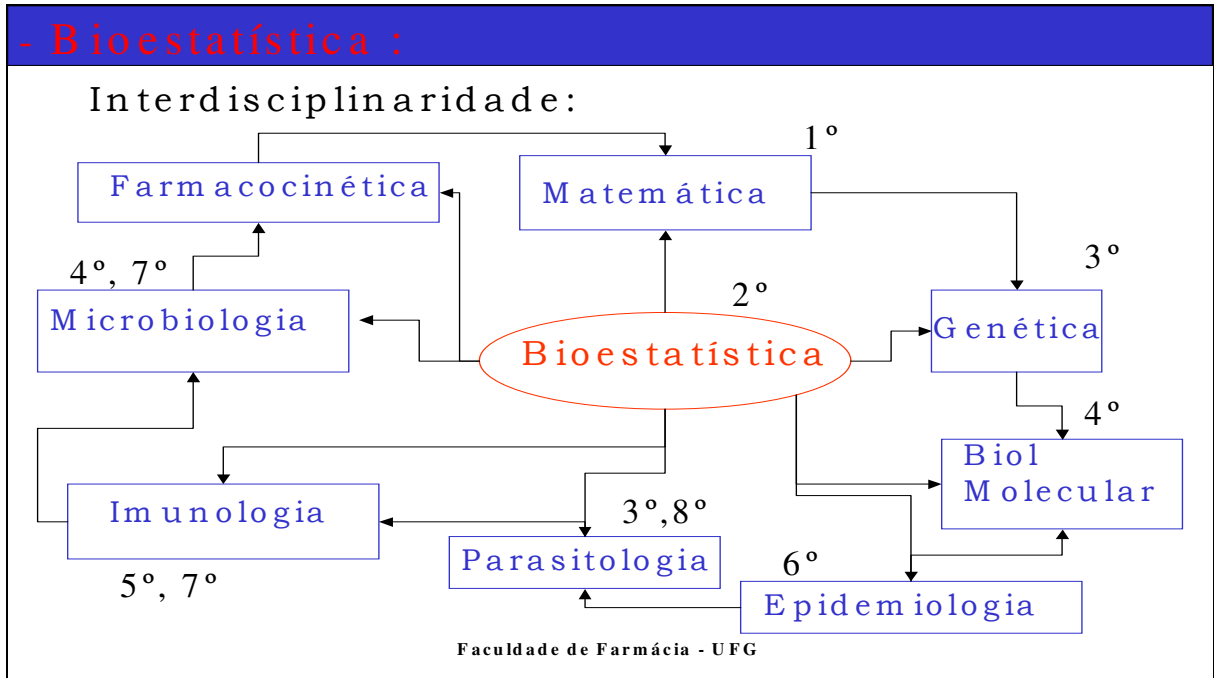 - Bioestatística :
Interdisciplinaridade:
1º
Farmacocinética
Matemática
4º, 7º
3º
2º
Microbiologia
Genética
Bioestatística
4º
Biol
Molecular
Imunologia
3º,8º
Parasitologia
5º, 7º
6º
Epidemiologia
Faculdade de Farmácia - UFG